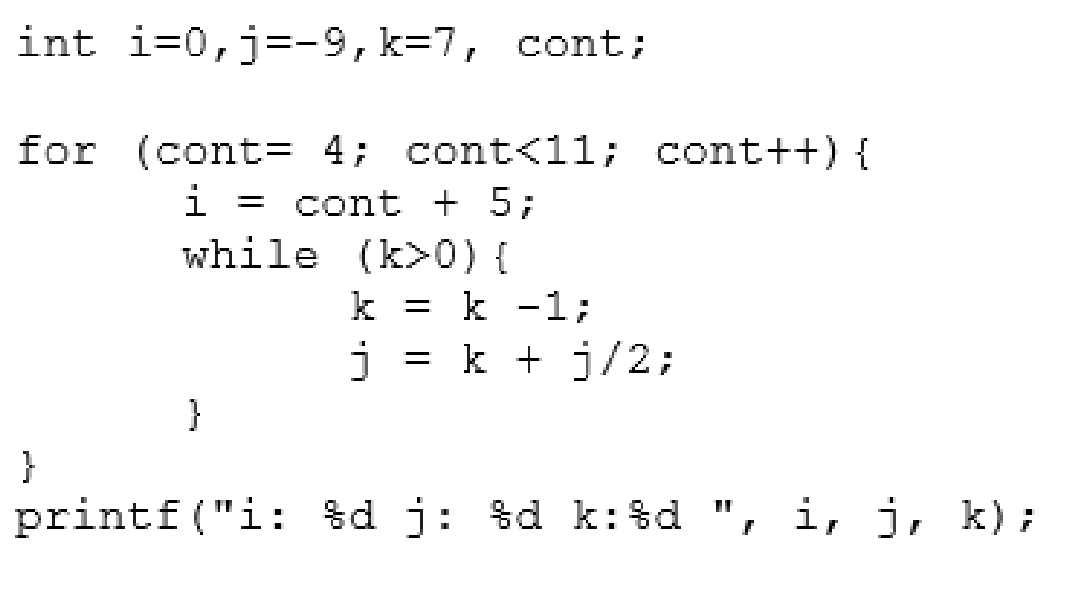 int i=0,j=-9,k=7, cont;
for (cont= 4; cont<11; cont++){
i = cont + 5;
while (k>0){
k = k -1;
j = k + j/2;
}
}
printf("i: %d j: %d k:%d ", i, j, k);